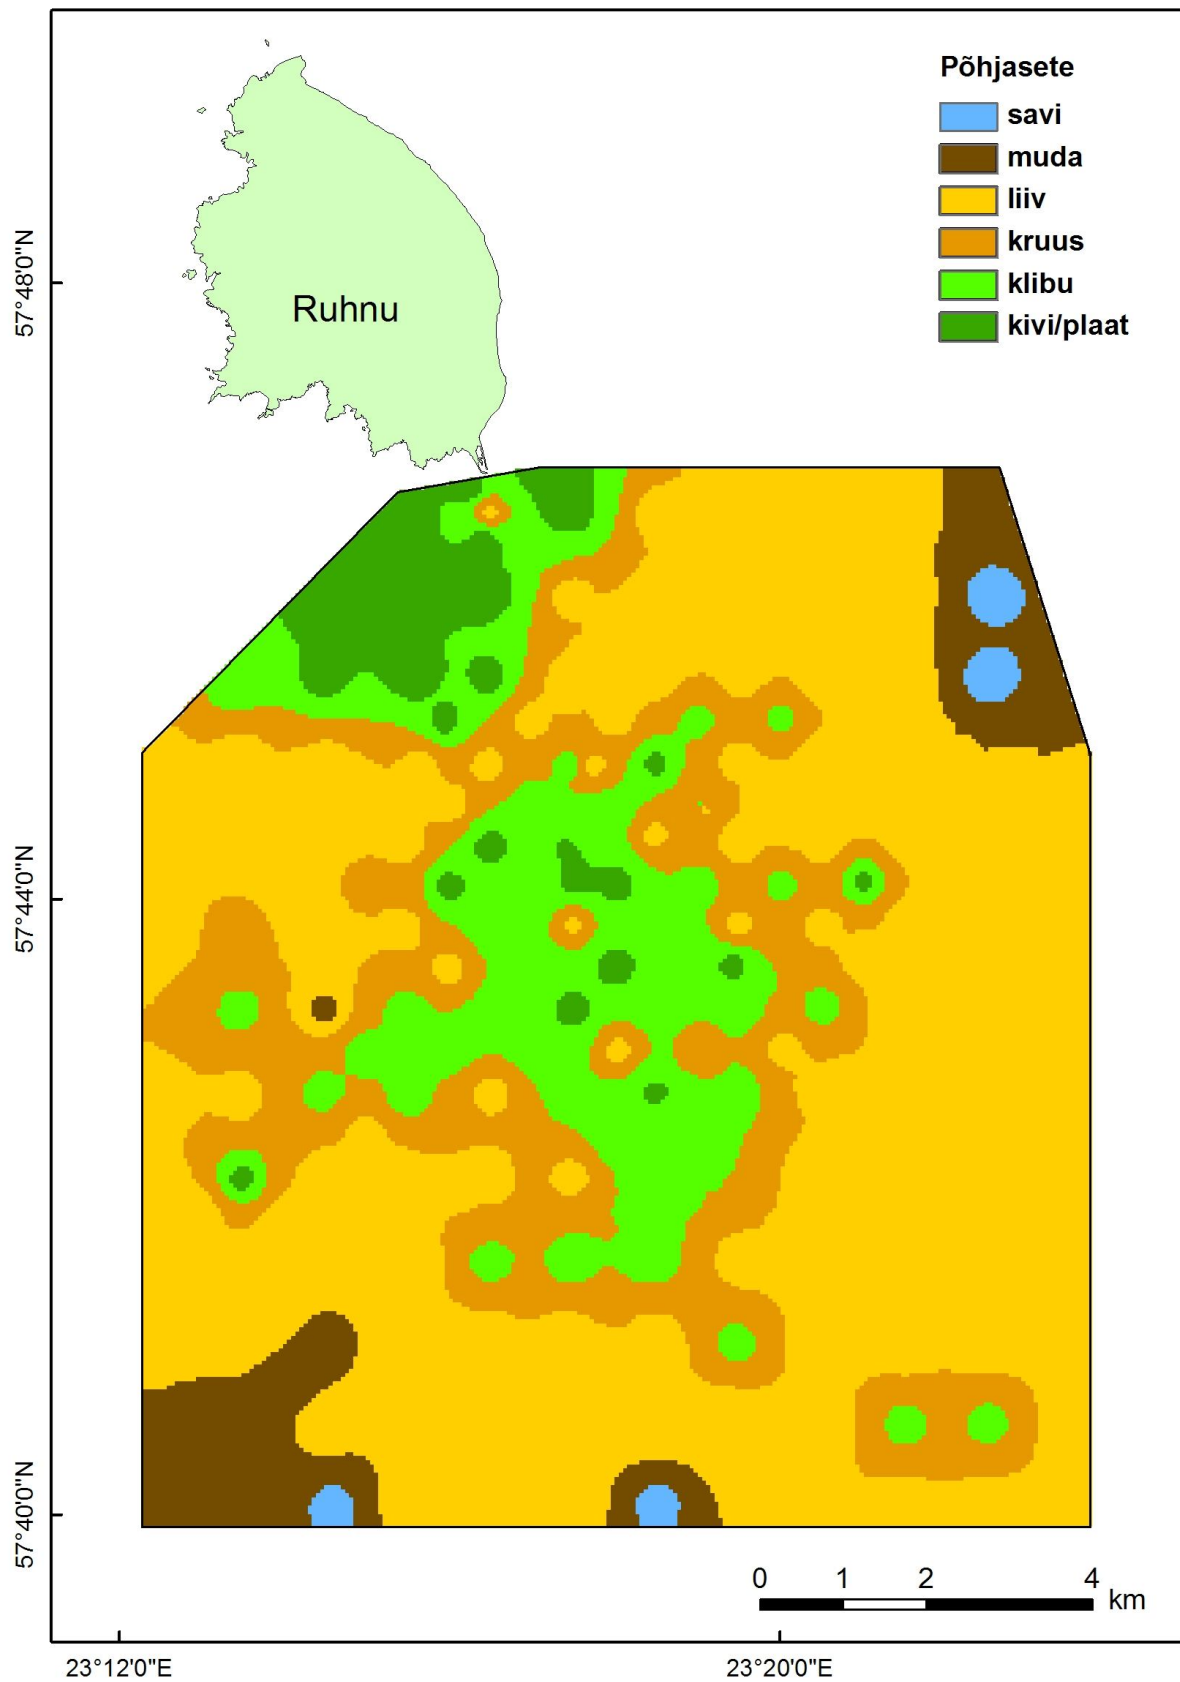 Põhjasete
savi
muda
liiv
kruus
klibu
kivi/plaat
Ruhnu
57°48'0"N
57°44'0"N
57°40'0"N
0 1 2 4
km
23°12'0"E 23°20'0"E